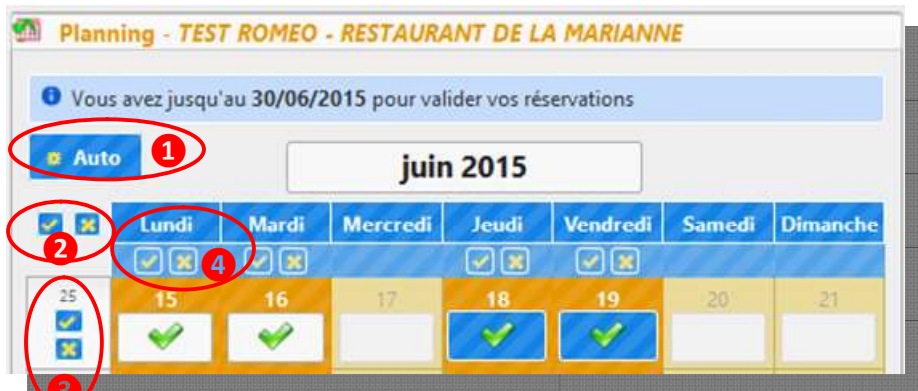 Planning - TEST ROMEO - RESTAURANT DE LA MARIANNE
Vous avez jusqu'au 30/06/2015 pour valider vos réservations
Auto 1
juin 2015
2 Lundi Mardi Mercredi Jeudi Vendredi Samedi Dimanche
4
25 15 16 17 18 19 20 21
3